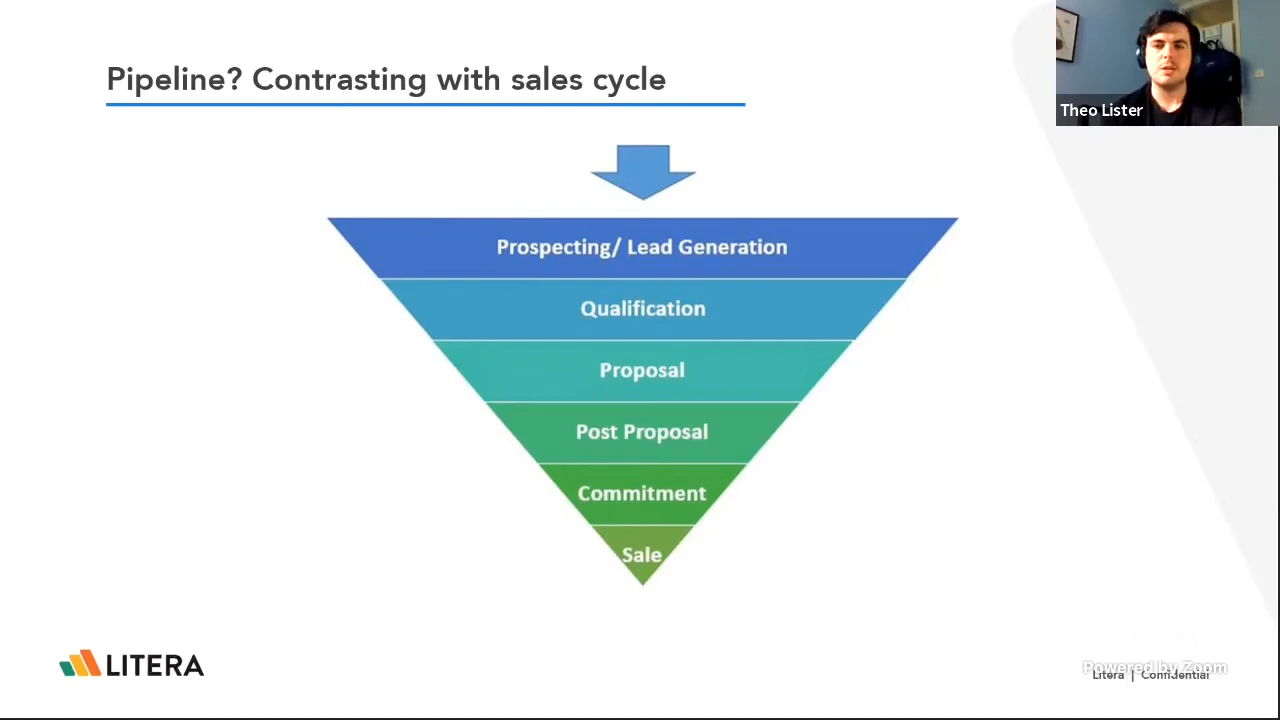 Pipeline? Contrasting with sales cycle
Theo Lister
Prospecting/ Lead Generation
Qualification
Proposal
Post Proposal
Commitment
Sale
LITERA
Powered by Zoom
Litera | Confidential